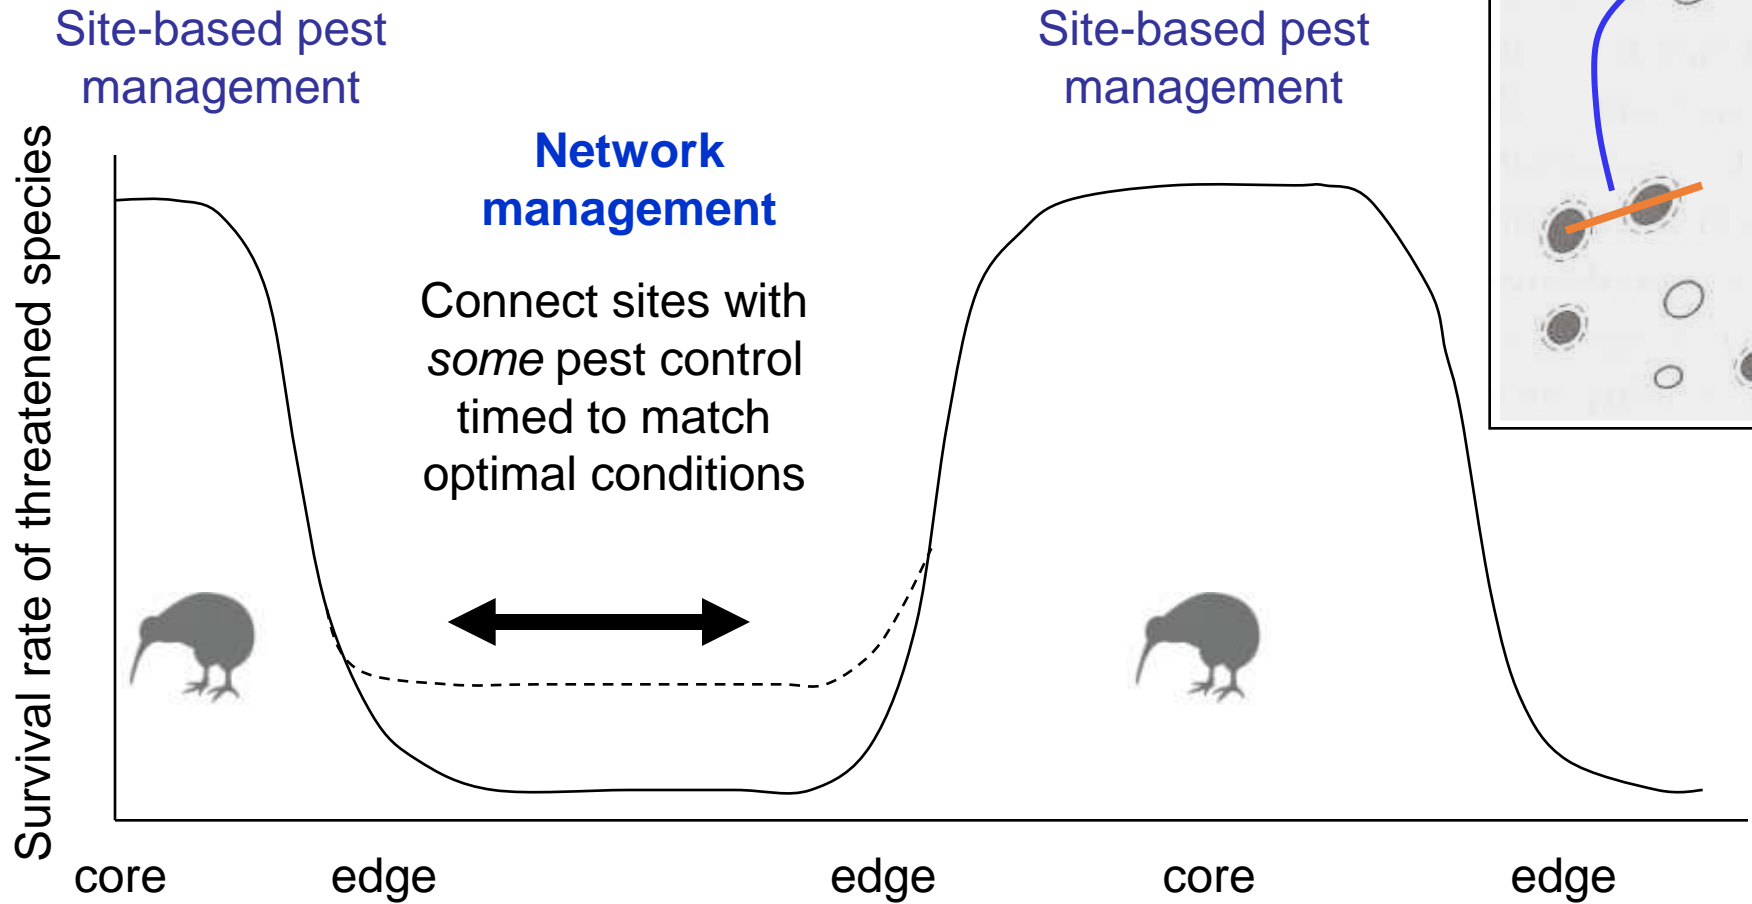 Site-based pest
management
Site-based pest
management
Network
management
Connect sites with
some pest control
timed to match
optimal conditions
Survival rate of threatened species
core
edge
edge
core
edge